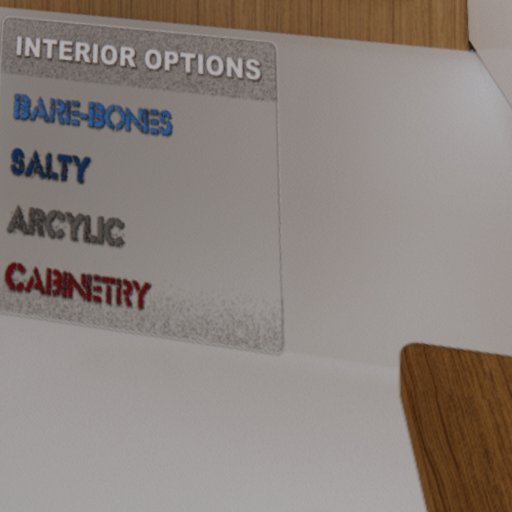 INTERIOR OPTIONS
BARE-BONES
SALTY
ARCYLIC
CABINETRY